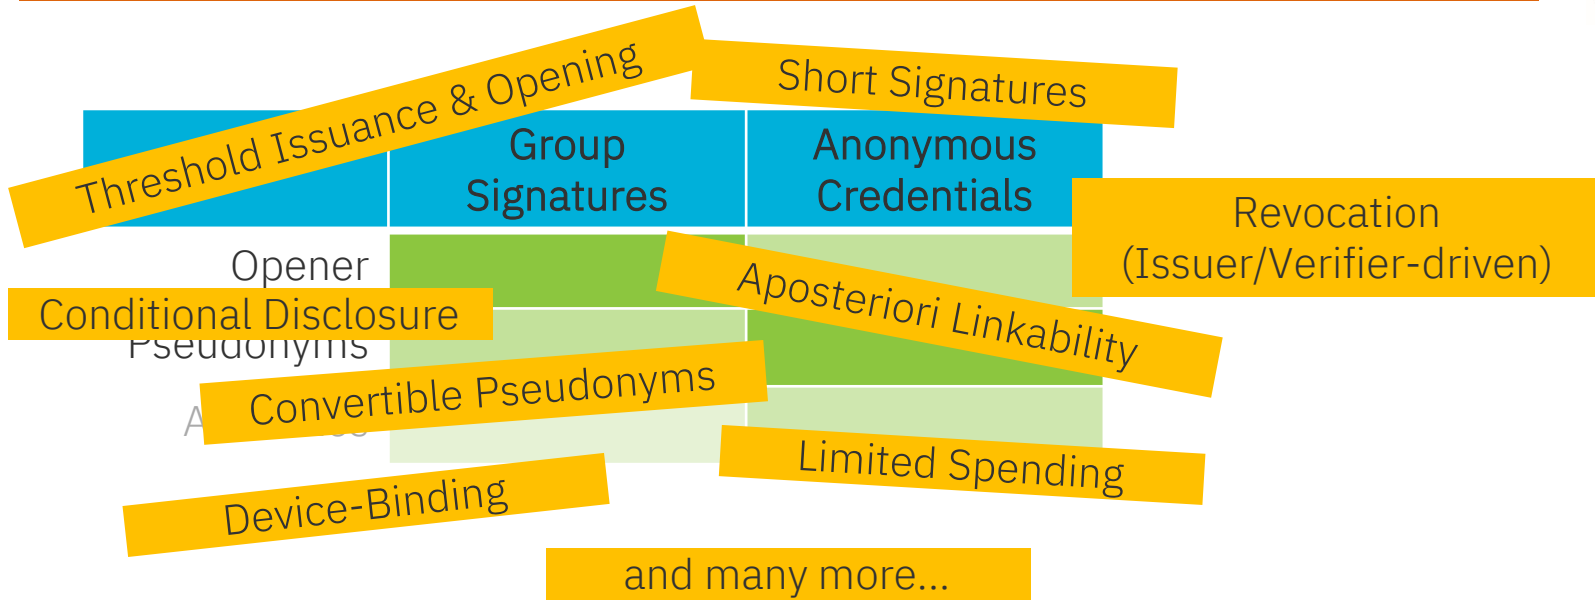 Threshold Issuance & Opening
Short Signatures
Group
Signatures
Anonymous
Credentials
Revocation
(Issuer/Verifier-driven)
Opener
Aposteriori Linkability
Conditional Disclosure
Pseudonyms
Convertible Pseudonyms
Limited Spending
Device-Binding
and many more...